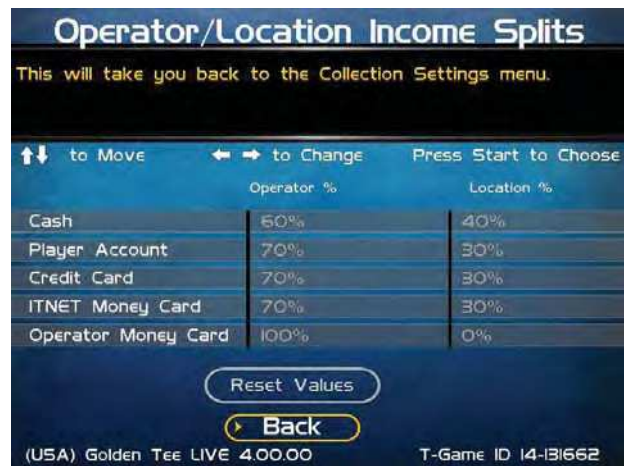 Operator/Location Income Splits
This will take you back to the Collection Settings menu.
to Move to Change Press Start to Choose
Operator % Location %
Cash 60% 40%
Player Account 70% 30%
Credit Card 70% 30%
ITNET Money Card 70% 30%
Operator Money Card 100% 0%
Reset Values
Back
(USA) Golden Tee LIVE 4.00.00 T-Game ID 14-131662